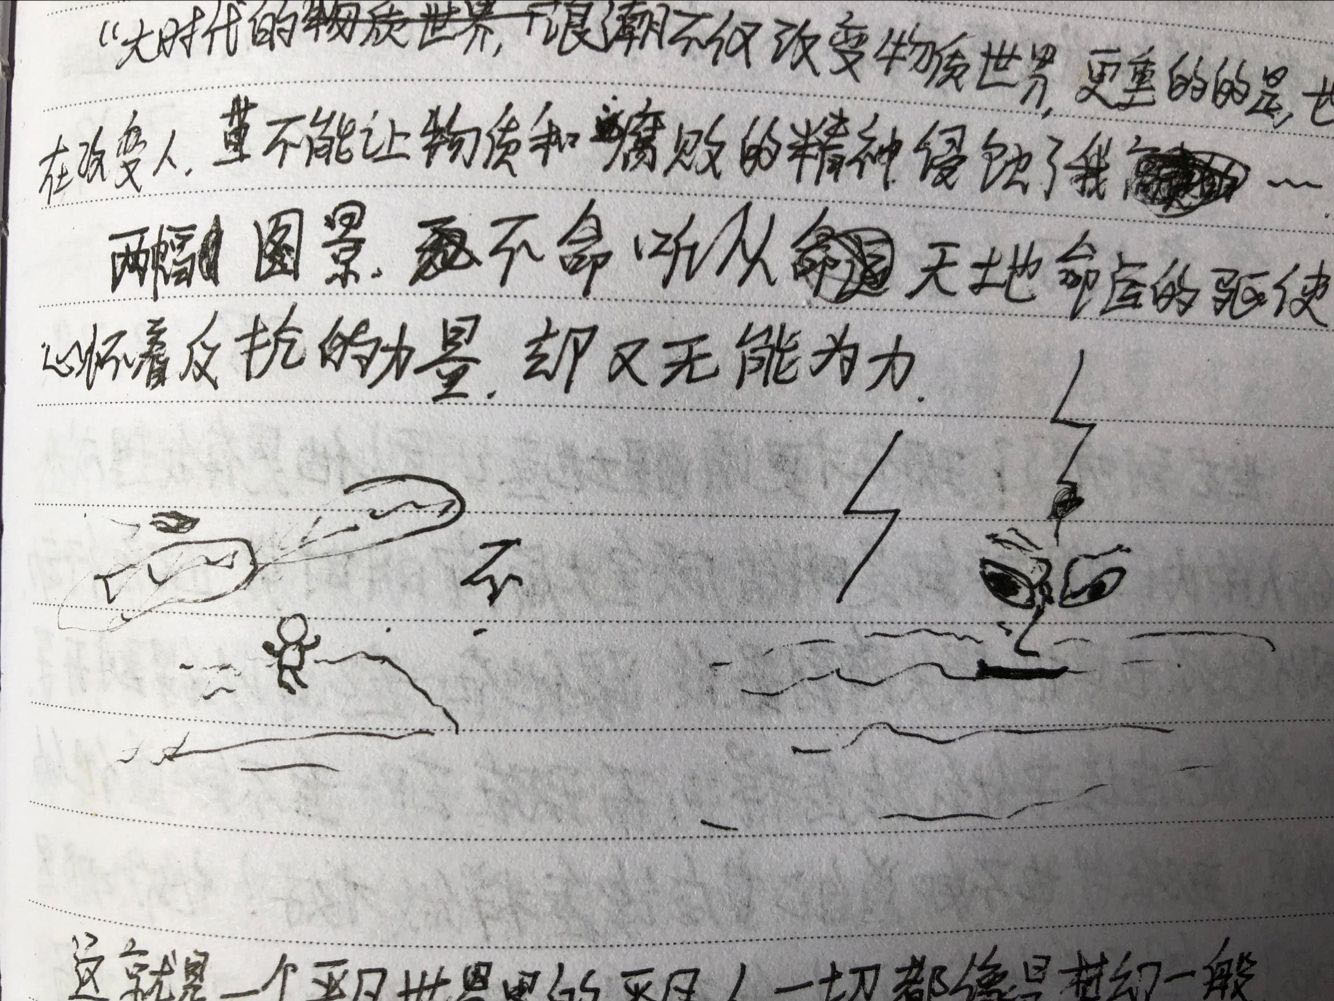 “大时代的浪潮不仅改变物质世界，更重的的是，也
在改变人. 不能让物质和腐败的精神侵蚀了我
两幅图景. 不命听从天地命运的驱使
心怀着反抗的力量. 却又无能为力.
不
这就是一个平凡世界里的平凡人一切都像是梦幻一般